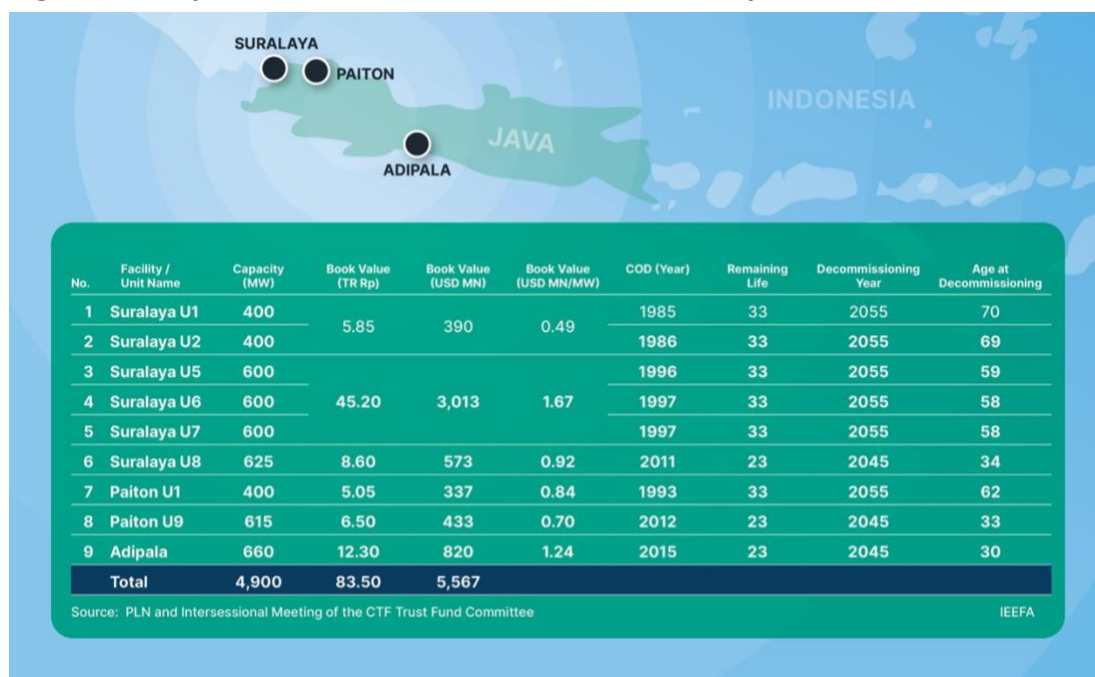 SURALAYA
PAITON
INDONESIA
JAVA
ADIPALA
No. Facility / Unit Name Capacity (MW) Book Value (TR Rp) Book Value (USD MN) Book Value (USD MN/MW) COD (Year) Remaining Life Decommissioning Year Age at Decommissioning
1 Suralaya U1 400 5.85 390 0.49 1985 33 2055 70
2 Suralaya U2 400 1986 33 2055 69
3 Suralaya U5 600 1996 33 2055 59
4 Suralaya U6 600 45.20 3,013 1.67 1997 33 2055 58
5 Suralaya U7 600 1997 33 2055 58
6 Suralaya U8 625 8.60 573 0.92 2011 23 2045 34
7 Paiton U1 400 5.05 337 0.84 1993 33 2055 62
8 Paiton U9 615 6.50 433 0.70 2012 23 2045 33
9 Adipala 660 12.30 820 1.24 2015 23 2045 30
Total 4,900 83.50 5,567
Source: PLN and Intersessional Meeting of the CTF Trust Fund Committee IEEFA